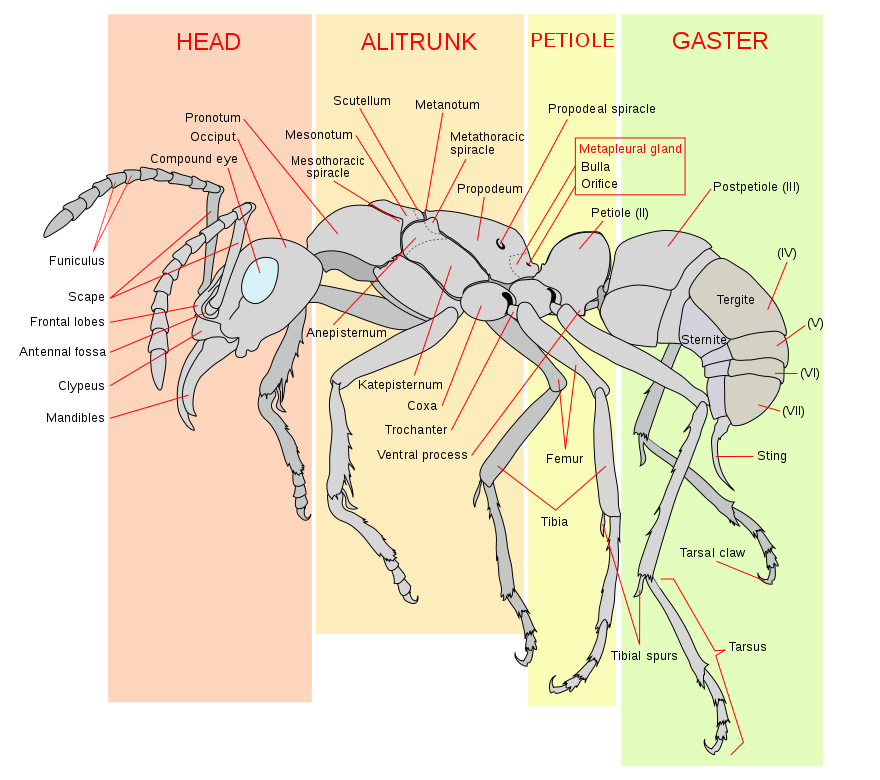 HEAD
ALITRUNK
PETIOLE
GASTER
Pronotum
Occiput
Compound eye
Scutellum
Metanotum
Mesonotum
Metathoracic
spiracle
Mesothoracic
spiracle
Propodeum
Propodeal spiracle
Metapleural gland
Bulla
Orifice
Petiole (II)
Postpetiole (III)
(IV)
Tergite
(V)
Sternite
(VI)
(VII)
Sting
Funiculus
Scape
Frontal lobes
Antennal fossa
Clypeus
Mandibles
Anepisternum
Katepisternum
Coxa
Trochanter
Ventral process
Femur
Tibia
Tarsal claw
Tibial spurs
Tarsus